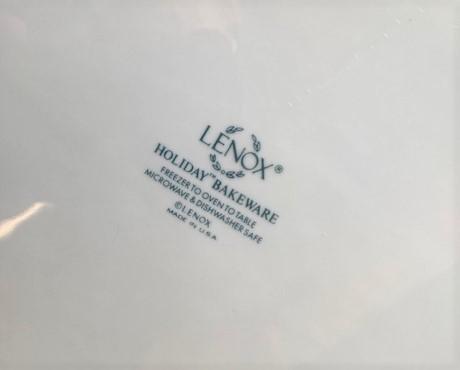 LENOX®
HOLIDAY™ BAKEWARE
FREEZER TO OVEN TO TABLE
MICROWAVE & DISHWASHER SAFE
©LENOX
MADE IN U.S.A.